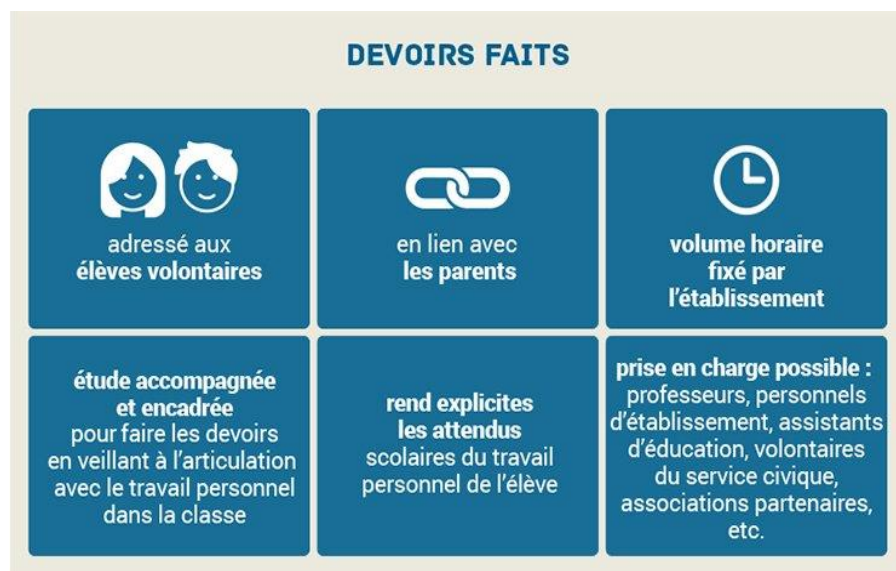 DEVOIRS FAITS
adressé aux
élèves volontaires
en lien avec
les parents
volume horaire
fixé par
l'établissement
étude accompagnée
et encadrée
pour faire les devoirs
en veillant à l'articulation
avec le travail personnel
dans la classe
rend explicites
les attendus
scolaires du travail
personnel de l'élève
prise en charge possible :
professeurs, personnels
d'établissement, assistants
d'éducation, volontaires
du service civique,
associations partenaires,
etc.